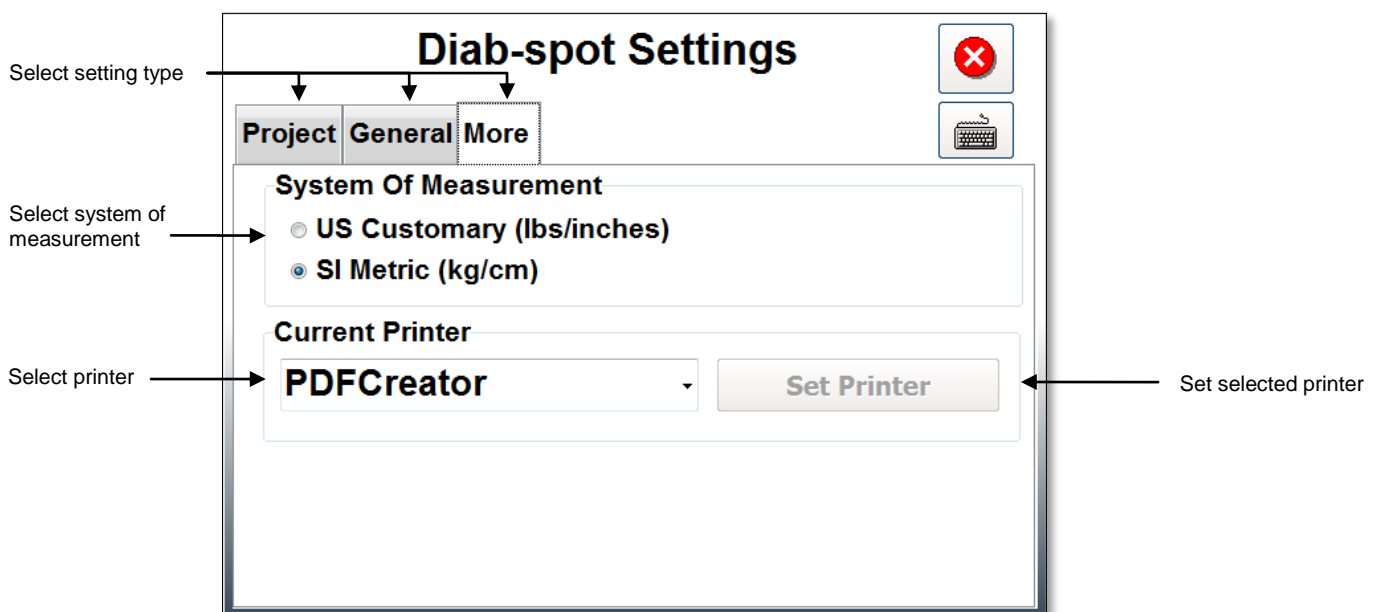 Diab-spot Settings
Select setting type
Project General More
System Of Measurement
Select system of
measurement
US Customary (lbs/inches)
SI Metric (kg/cm)
Current Printer
Select printer
PDFCreator
Set Printer
Set selected printer